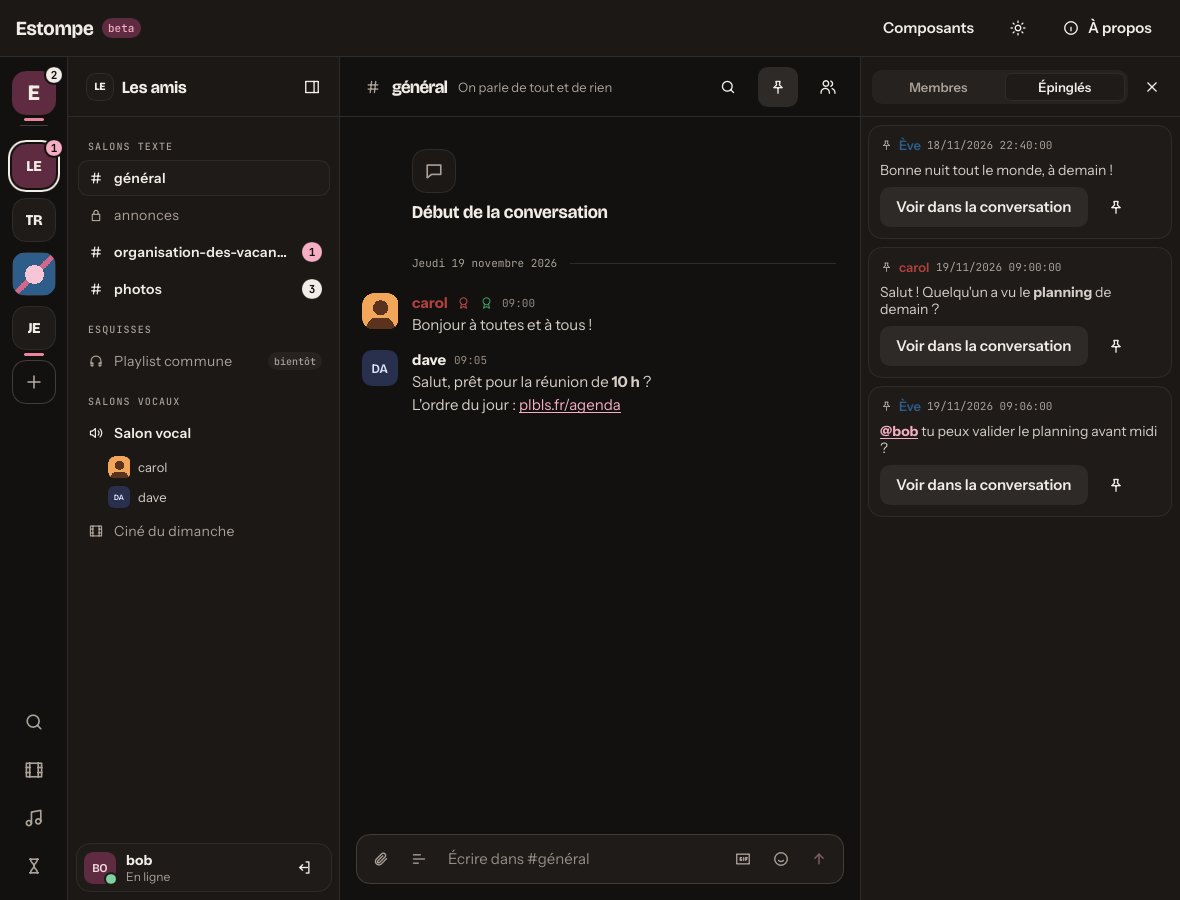 Estompe beta
Composants
À propos
E 2
LE 1
TR
JE
LE Les amis
SALONS TEXTE
# général
annonces
# organisation-des-vacan... 1
# photos 3
ESQUISSES
Playlist commune bientôt
SALONS VOCAUX
Salon vocal
carol
DA dave
Ciné du dimanche
BO bob
En ligne
# général On parle de tout et de rien
Début de la conversation
Jeudi 19 novembre 2026
carol 09:00
Bonjour à toutes et à tous !
DA dave 09:05
Salut, prêt pour la réunion de 10 h ?
L'ordre du jour : plbls.fr/agenda
Écrire dans #général
GIF
Membres Épinglés
Ève 18/11/2026 22:40:00
Bonne nuit tout le monde, à demain !
Voir dans la conversation
carol 19/11/2026 09:00:00
Salut ! Quelqu'un a vu le planning de
demain ?
Voir dans la conversation
Ève 19/11/2026 09:06:00
@bob tu peux valider le planning avant midi
?
Voir dans la conversation